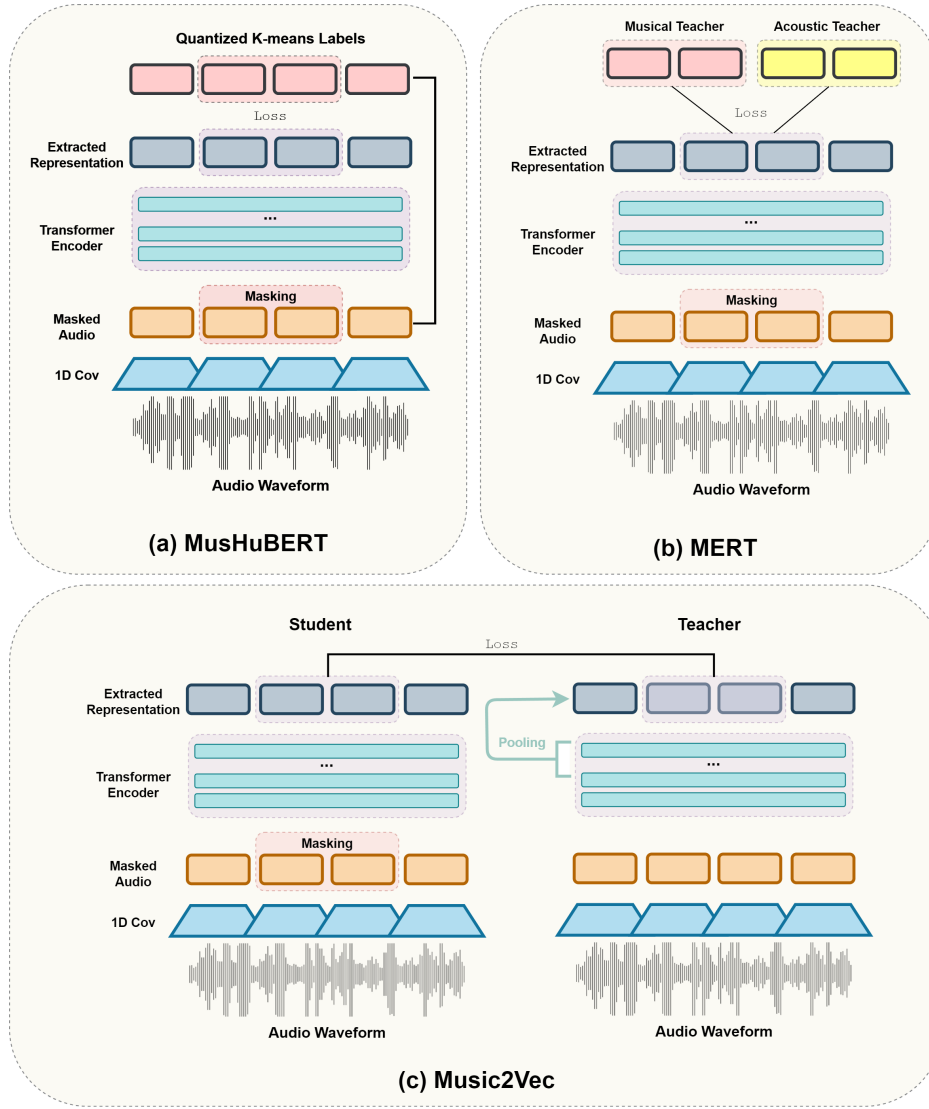 Quantized K-means Labels
Loss
Extracted
Representation
...
Transformer
Encoder
Masking
Masked
Audio
1D Cov
Audio Waveform
(a) MusHuBERT
Musical Teacher
Acoustic Teacher
Loss
Extracted
Representation
...
Transformer
Encoder
Masking
Masked
Audio
1D Cov
Audio Waveform
(b) MERT
Student
Teacher
Loss
Extracted
Representation
Pooling
...
...
Transformer
Encoder
Masking
Masked
Audio
1D Cov
Audio Waveform
Audio Waveform
(c) Music2Vec